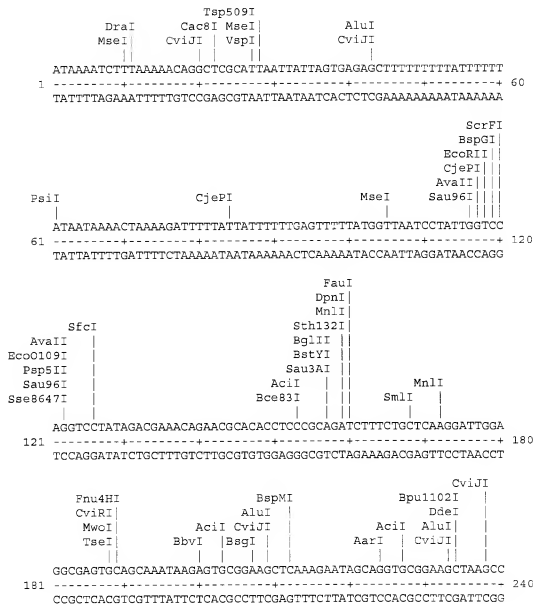 Tsp509I
DraI Cac8I MseI AluI
MseI CviJI VspI CviJI
ATAAAATCTTTAAAAACAGGCTCGCATTAATTATTAGTGAGAGCTTTTTTTTTATTTTTT
1 60
TATTTTAGAAATTTTTGTCCGAGCGTAATTAATAATCACTCTCGAAAAAAAAATAAAAAA
ScrFI
BspGI
EcoRII
CjePI
AvaII
PsiI CjePI MseI Sau96I
ATAATAAAACTAAAAGATTTTTATTATTTTTTGAGTTTTTATGGTTAATCCTATTGGTCC
61 120
TATTATTTTGATTTTCTAAAAATAATAAAAAACTCAAAAATACCAATTAGGATAACCAGG
FauI
DpnI
MnlI
SfcI Sth132I
AvaII BglII
EcoO109I BstYI
Psp5II Sau3AI
Sau96I AciI MnlI
Sse8647I Bce83I SmlI
AGGTCCTATAGACGAAACAGAACGCACACCTCCCGCAGATCTTTCTGCTCAAGGATTGGA
121 180
TCCAGGATATCTGCTTTGTCTTGCGTGTGGAGGGCGTCTAGAAAGACGAGTTCCTAACCT
CviJI
Fnu4HI BspMI Bpu1102I
CviRI AluI DdeI
MwoI AciI CviJI AciI AluI
TseI BbvI BsgI AarI CviJI
GGCGAGTGCAGCAAATAAGAGTGCGGAAGCTCAAAGAATAGCAGGTGCGGAAGCTAAGCC
181 240
CCGCTCACGTCGTTTATTCTCACGCCTTCGAGTTTCTTATCGTCCACGCCTTCGATTCGG